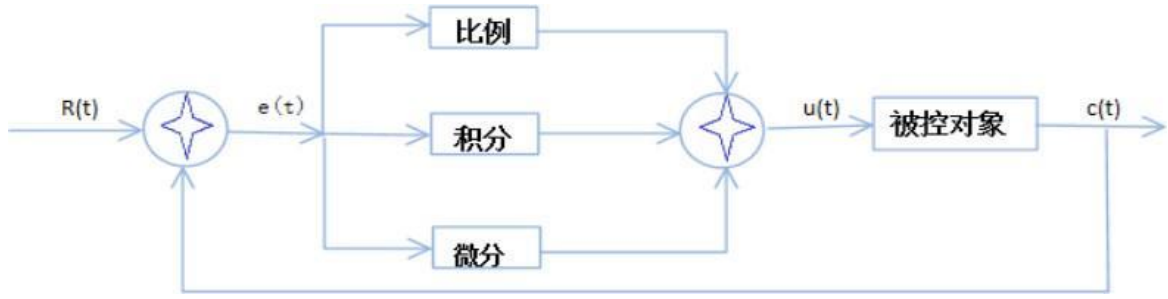 比例
R(t)
e（t）
积分
u(t)
被控对象
c(t)
微分